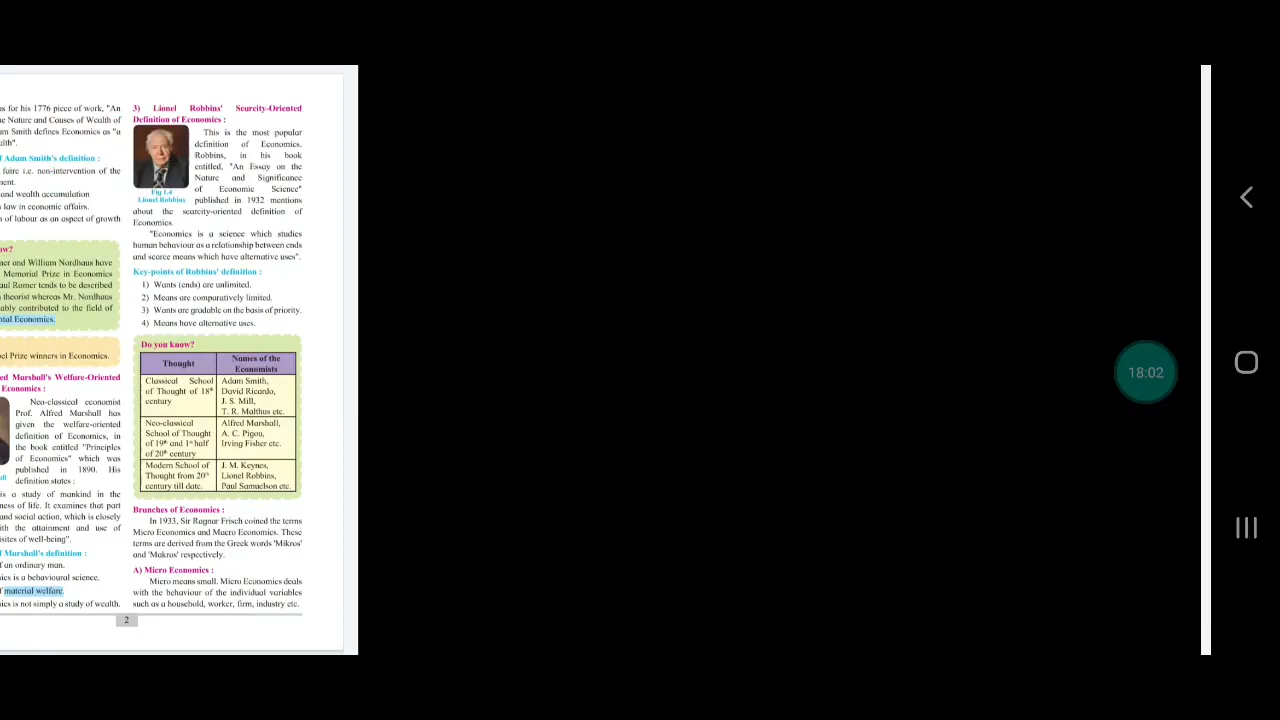 us for his 1776 piece of work, "An
ne Nature and Causes of Wealth of
am Smith defines Economics as "a
alth".
f Adam Smith's definition :
faire i.e. non-intervention of the
ment.
and wealth accumulation
s law in economic affairs.
n of labour as an aspect of growth
ow?
mer and William Nordhaus have
Memorial Prize in Economics
aul Romer tends to be described
theorist whereas Mr. Nordhaus
ably contributed to the field of
ntal Economics.
bel Prize winners in Economics.
ed Marshall's Welfare-Oriented
Economics :
Neo-classical economist
Prof. Alfred Marshall has
given the welfare-oriented
definition of Economics, in
the book entitled "Principles
of Economics" which was
published in 1890. His
all
definition states :
is a study of mankind in the
ness of life. It examines that part
and social action, which is closely
ith the attainment and use of
isites of well-being".
f Marshall's definition :
f an ordinary man.
nics is a behavioural science.
f material welfare.
nics is not simply a study of wealth.
3) Lionel Robbins' Scarcity-Oriented
Definition of Economics :
This is the most popular
definition of Economics.
Robbins, in his book
entitled, "An Essay on the
Nature and Significance
of Economic Science"
Fig 1.4
Lionel Robbins
published in 1932 mentions
about the scarcity-oriented definition of
Economics.
"Economics is a science which studies
human behaviour as a relationship between ends
and scarce means which have alternative uses".
Key-points of Robbins' definition :
1) Wants (ends) are unlimited.
2) Means are comparatively limited.
3) Wants are gradable on the basis of priority.
4) Means have alternative uses.
Do you know?
Thought
Names of the
Economists
Classical School
of Thought of 18th
century
Adam Smith,
David Ricardo,
J. S. Mill,
T. R. Malthus etc.
Neo-classical
School of Thought
of 19th and 1st half
of 20th century
Alfred Marshall,
A. C. Pigou,
Irving Fisher etc.
Modern School of
Thought from 20th
century till date.
J. M. Keynes,
Lionel Robbins,
Paul Samuelson etc.
Branches of Economics :
In 1933, Sir Ragnar Frisch coined the terms
Micro Economics and Macro Economics. These
terms are derived from the Greek words 'Mikros'
and 'Makros' respectively.
A) Micro Economics :
Micro means small. Micro Economics deals
with the behaviour of the individual variables
such as a household, worker, firm, industry etc.
2
18:02